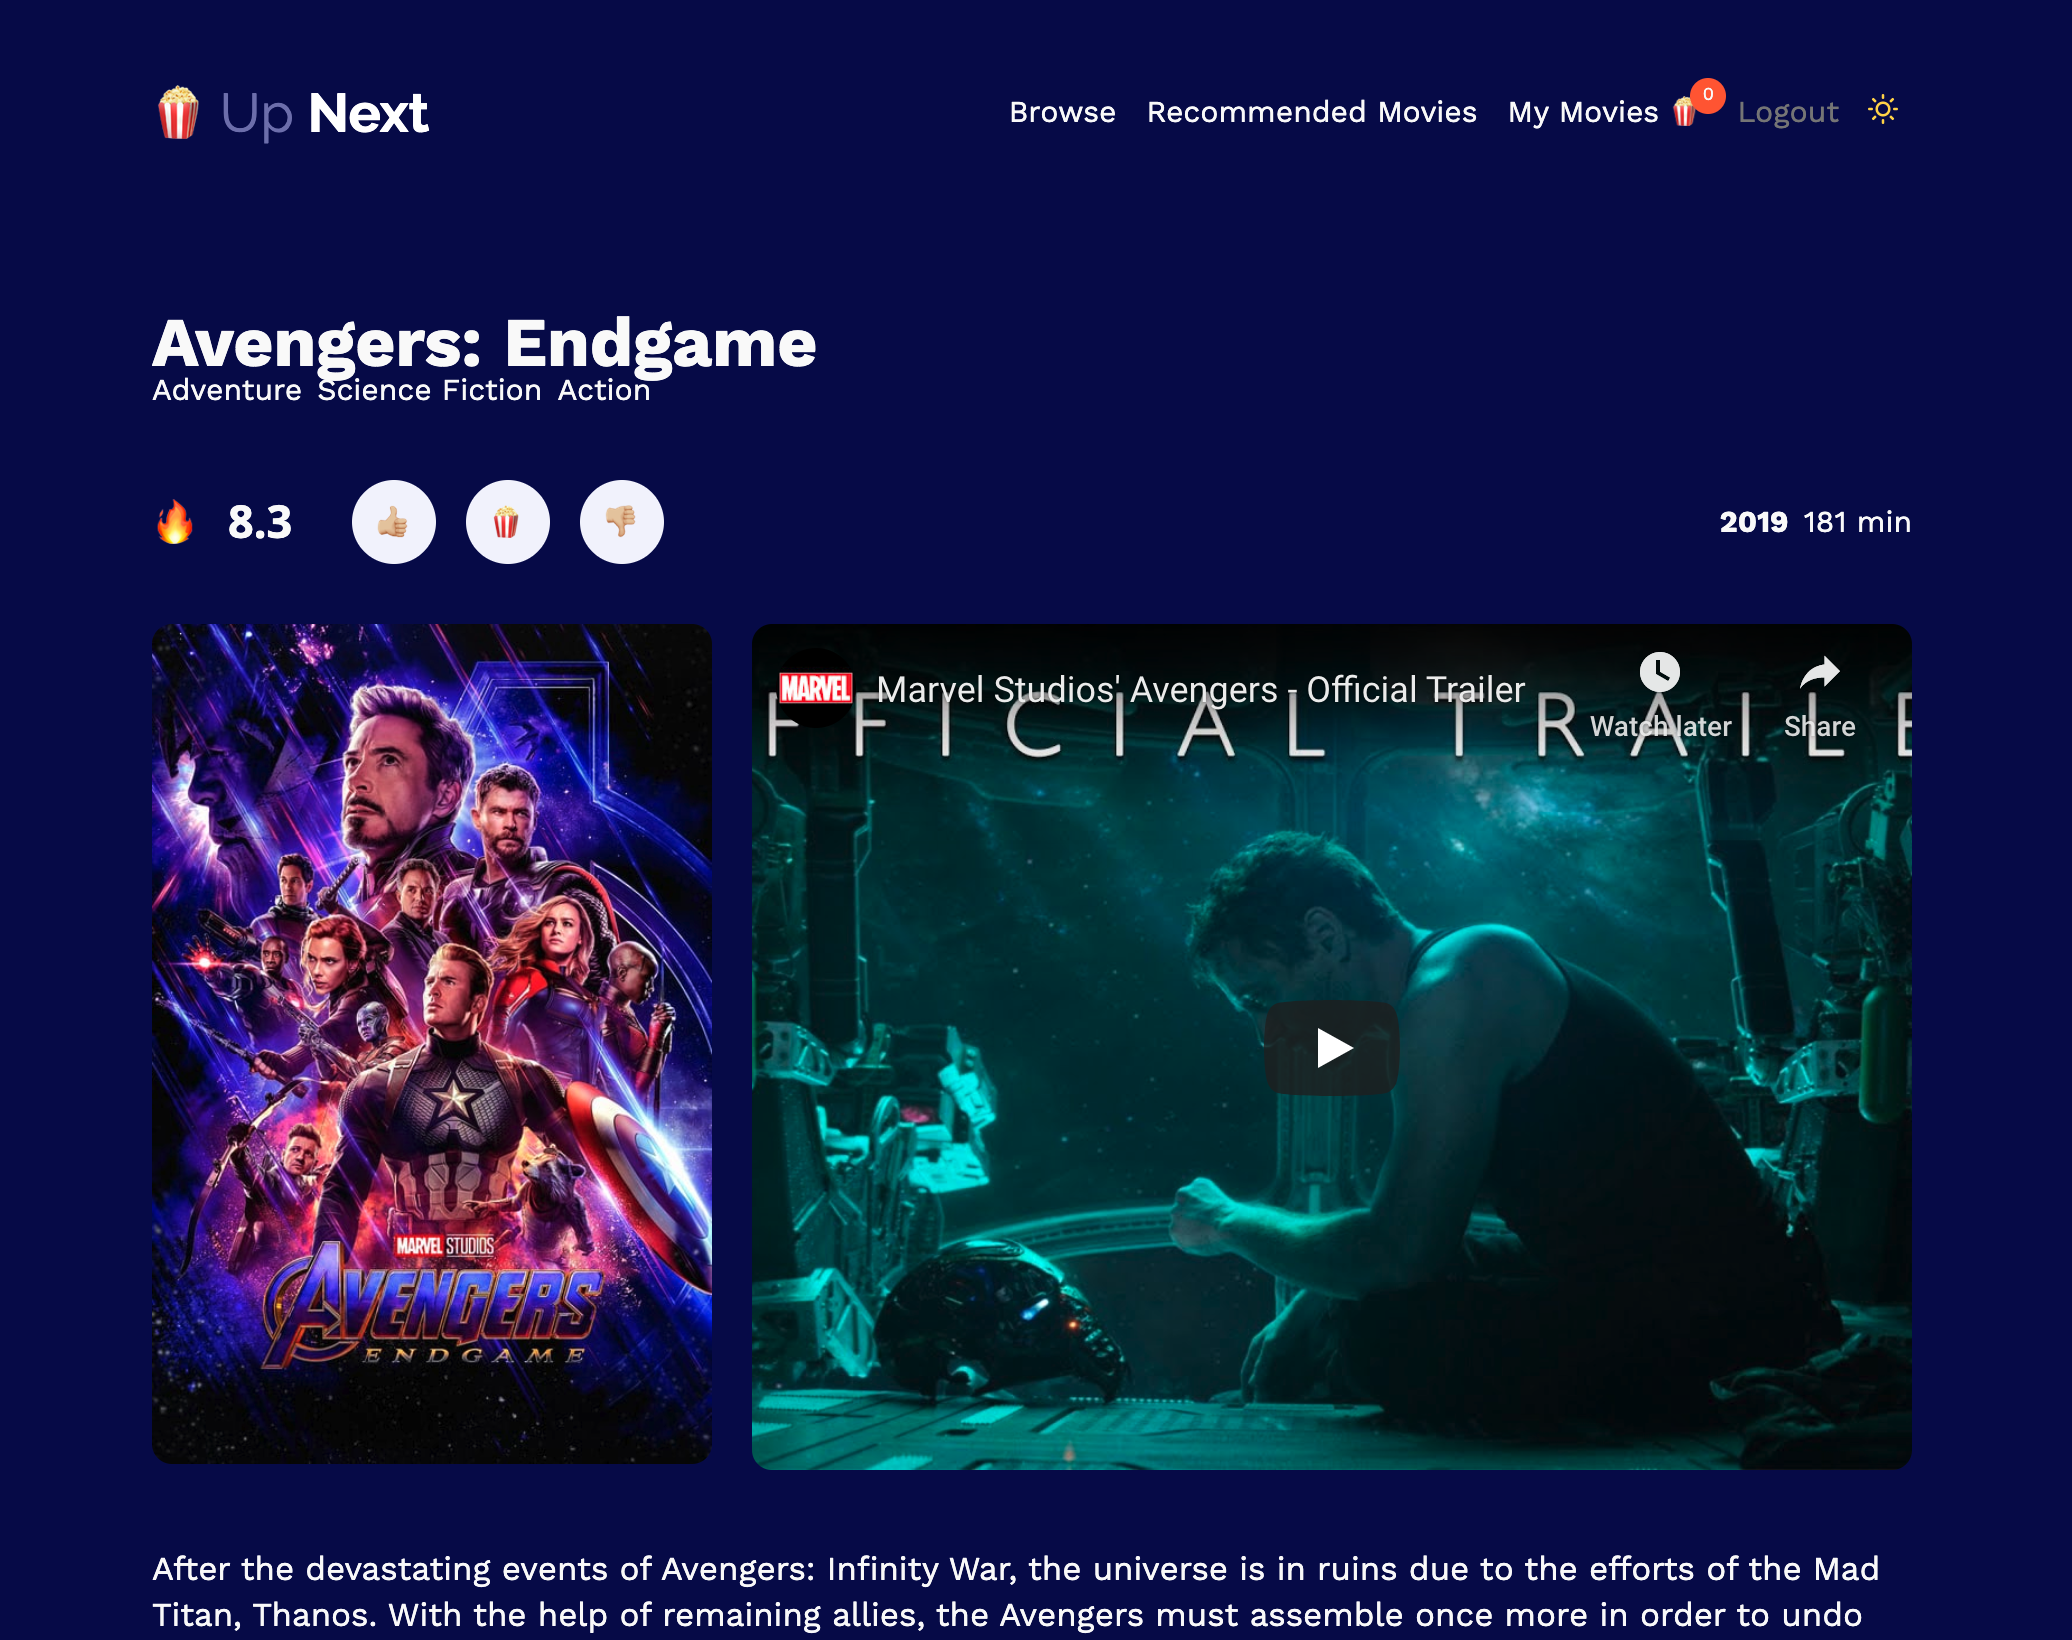 Up Next
Browse Recommended Movies My Movies 0 Logout
Avengers: Endgame
Adventure Science Fiction Action
8.3
2019 181 min
MARVEL STUDIOS
AVENGERS
ENDGAME
MARVEL Marvel Studios' Avengers - Official Trailer
Watch later Share
FFICIAL TRAILE
After the devastating events of Avengers: Infinity War, the universe is in ruins due to the efforts of the Mad
Titan, Thanos. With the help of remaining allies, the Avengers must assemble once more in order to undo